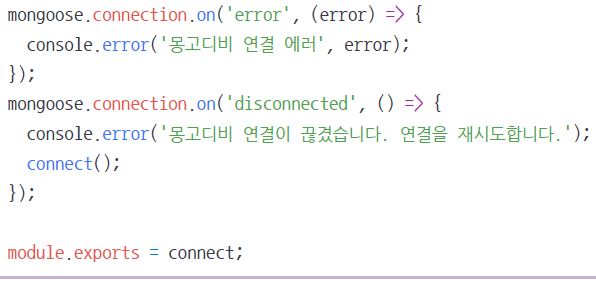 mongoose.connection.on('error', (error) => {
  console.error('몽고디비 연결 에러', error);
});
mongoose.connection.on('disconnected', () => {
  console.error('몽고디비 연결이 끊겼습니다. 연결을 재시도합니다.');
  connect();
});

module.exports = connect;